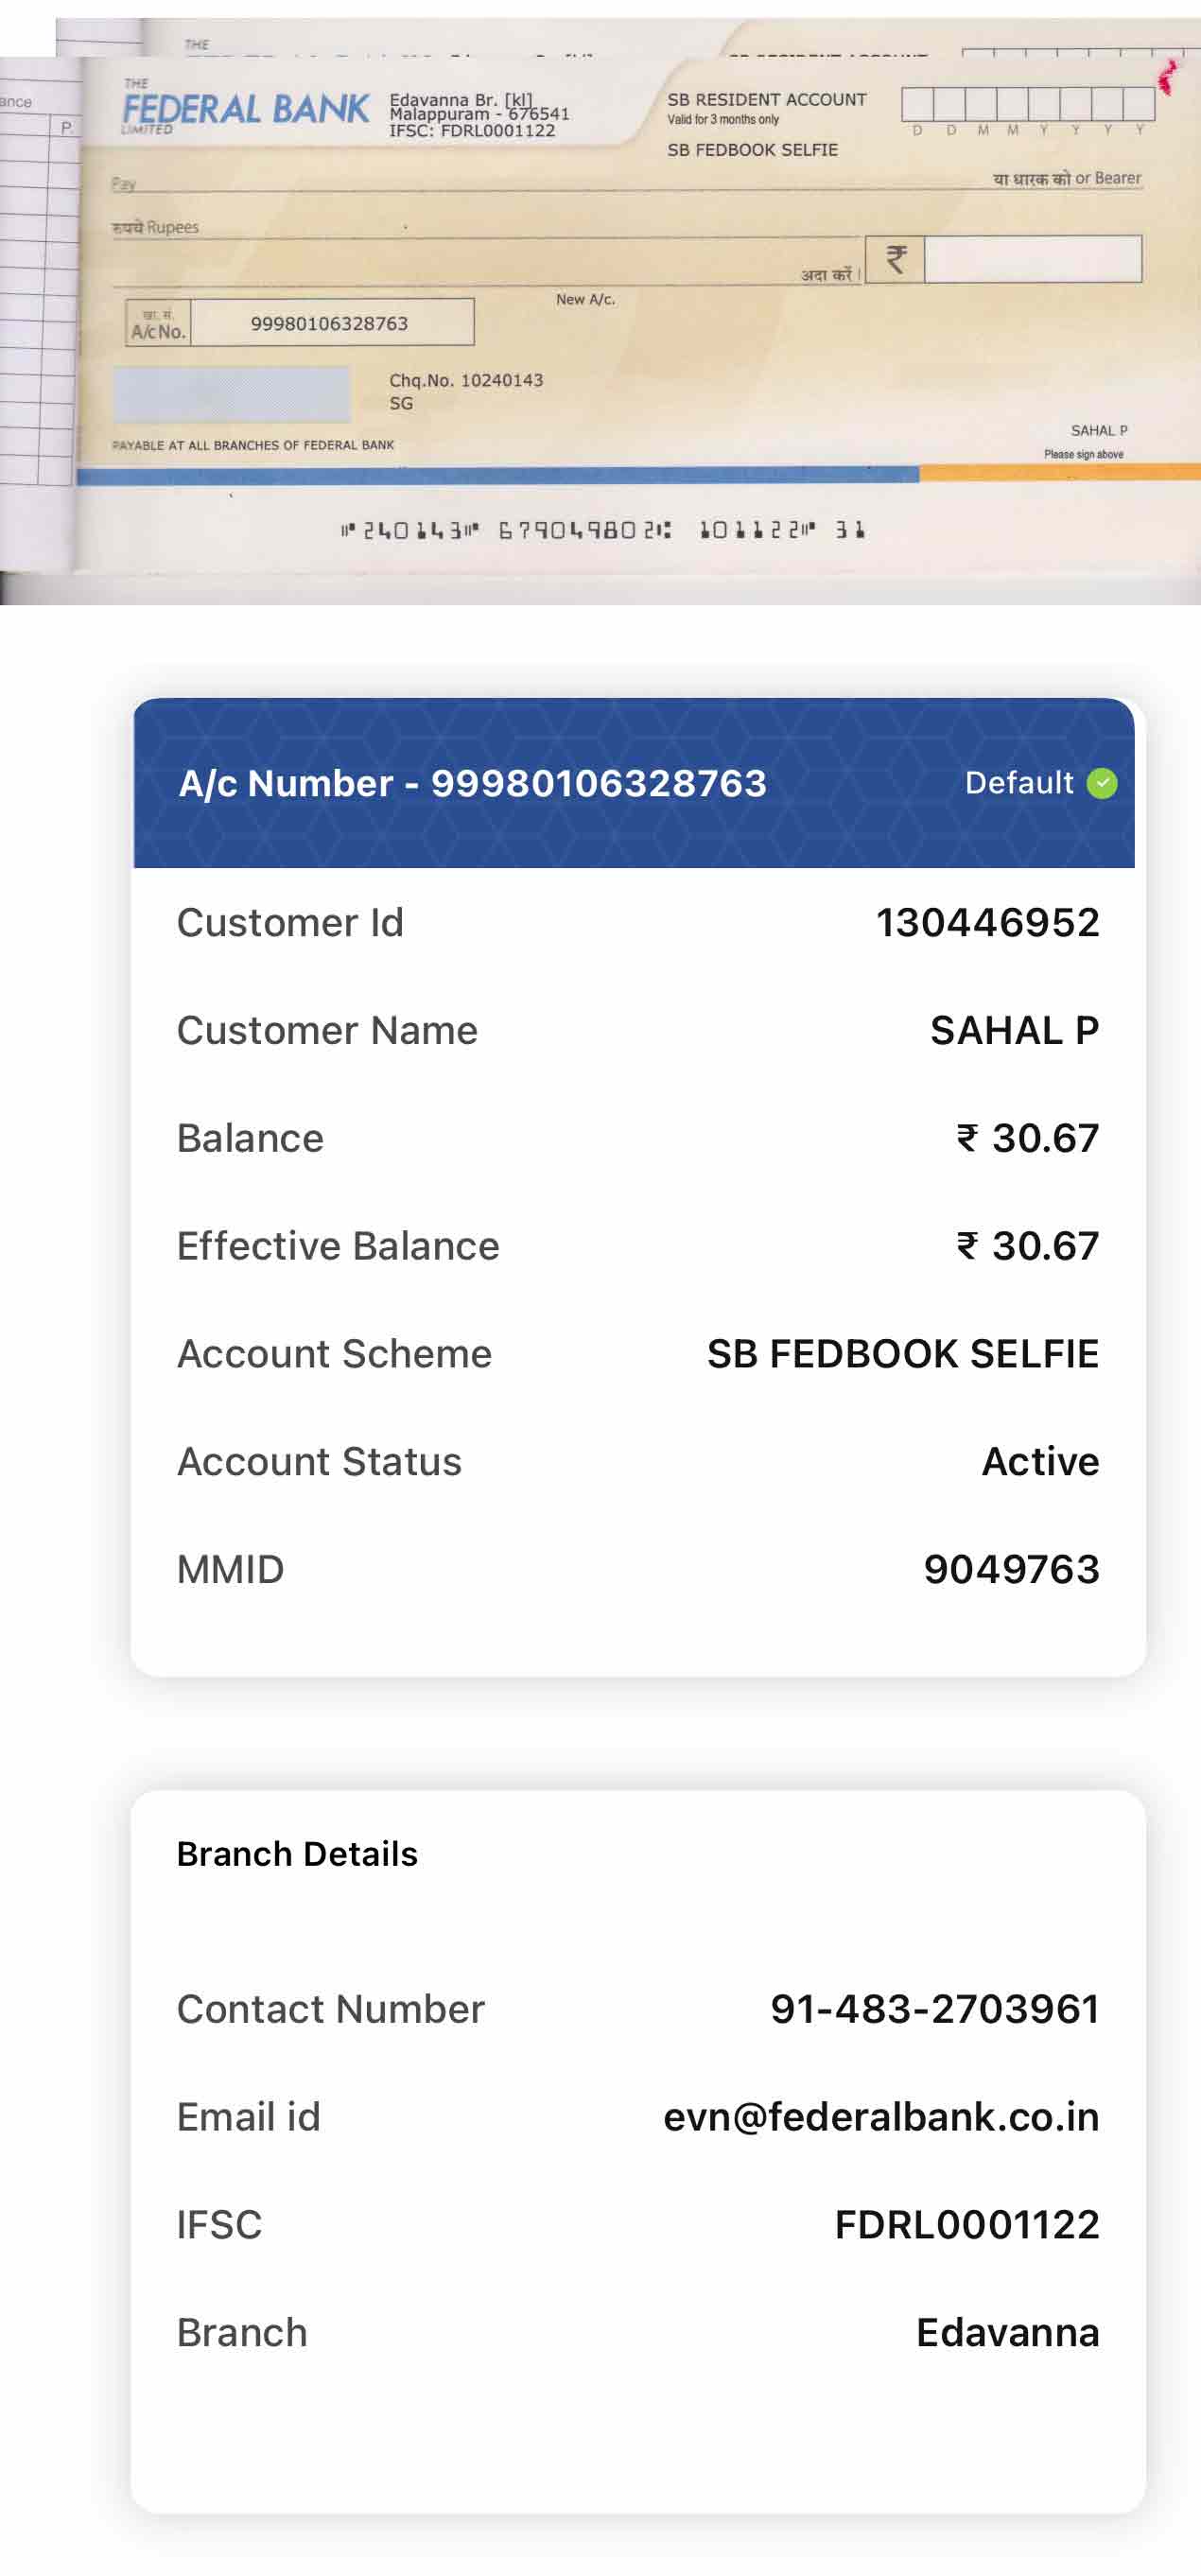 THE
THE
FEDERAL BANK
LIMITED
Edavanna Br. [kl]
Malappuram - 676541
IFSC: FDRL0001122
SB RESIDENT ACCOUNT
Valid for 3 months only
SB FEDBOOK SELFIE
D D M M Y Y Y Y
ance
P.
Pay
या धारक को or Bearer
रुपये Rupees
अदा करें।
₹
New A/c.
खा. सं.
A/c No.
99980106328763
Chq.No. 10240143
SG
PAYABLE AT ALL BRANCHES OF FEDERAL BANK
SAHAL P
Please sign above
⑈240143⑈ 679049802⑆ 101122⑈ 31
A/c Number - 99980106328763
Default
Customer Id 130446952
Customer Name SAHAL P
Balance ₹ 30.67
Effective Balance ₹ 30.67
Account Scheme SB FEDBOOK SELFIE
Account Status Active
MMID 9049763
Branch Details
Contact Number 91-483-2703961
Email id evn@federalbank.co.in
IFSC FDRL0001122
Branch Edavanna